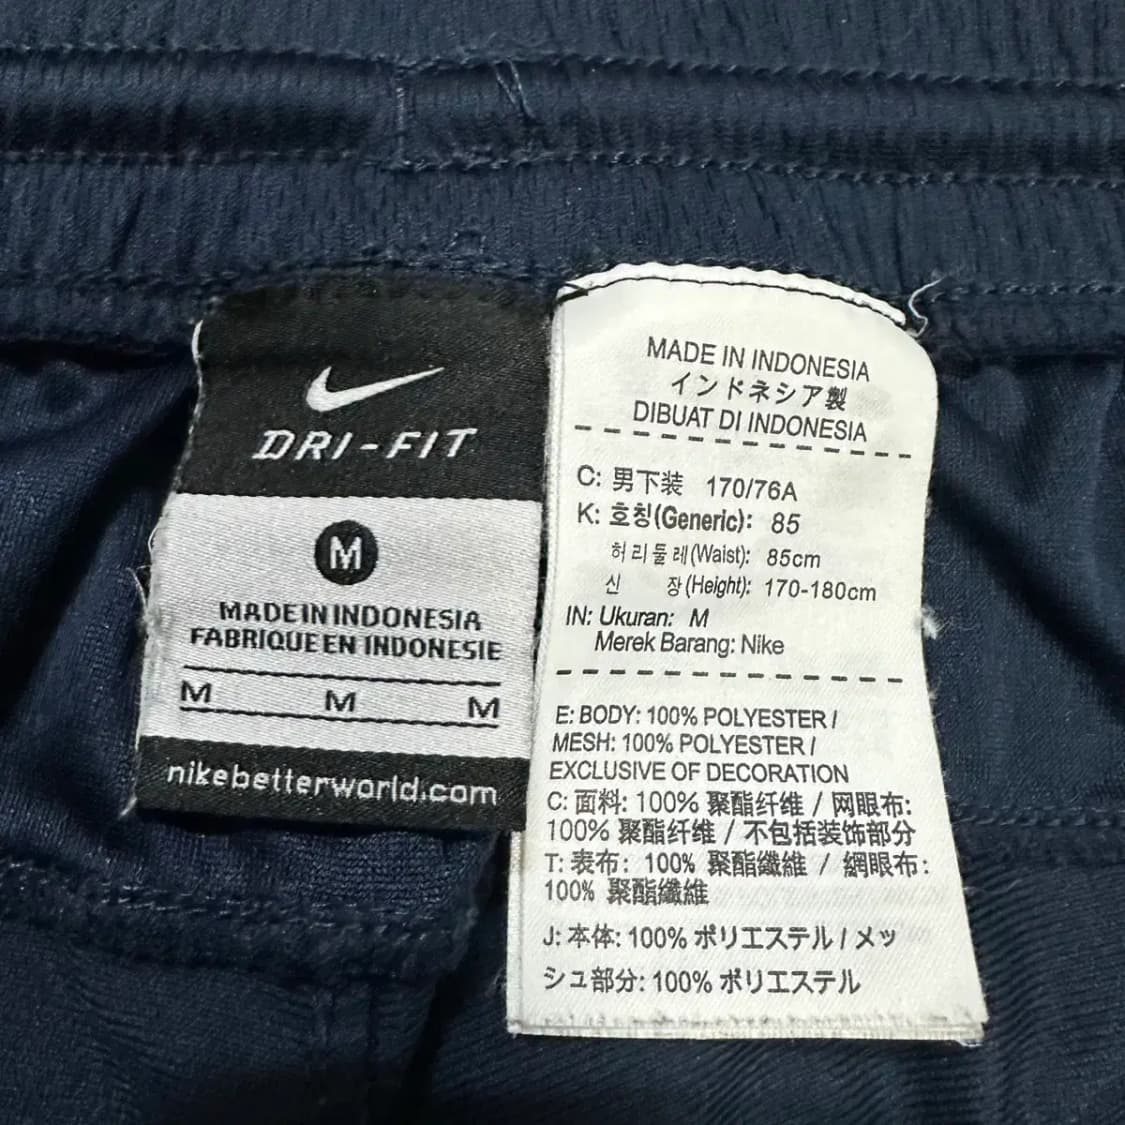 DRI-FIT
M
MADE IN INDONESIA
FABRIQUE EN INDONESIE
M M M
nikebetterworld.com
MADE IN INDONESIA
インドネシア製
DIBUAT DI INDONESIA
C: 男下装 170/76A
K: 호칭(Generic): 85
허리둘레(Waist): 85cm
신 장(Height): 170-180cm
IN: Ukuran: M
Merek Barang: Nike
E: BODY: 100% POLYESTER /
MESH: 100% POLYESTER /
EXCLUSIVE OF DECORATION
C: 面料: 100% 聚酯纤维 / 网眼布:
100% 聚酯纤维 / 不包括装饰部分
T: 表布: 100% 聚酯纖維 / 網眼布:
100% 聚酯纖維
J: 本体: 100% ポリエステル / メッ
シュ部分: 100% ポリエステル